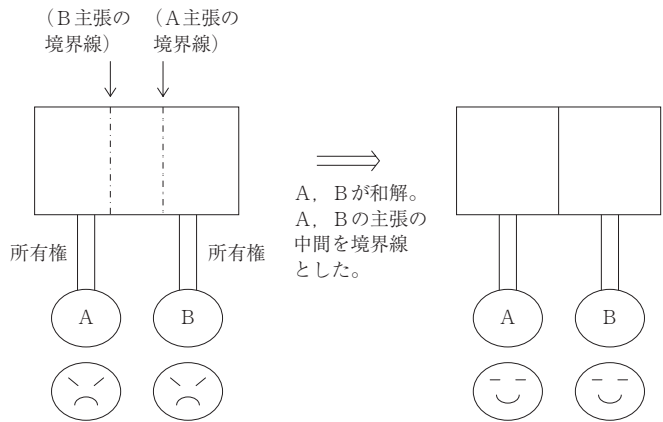 （Ｂ主張の
境界線）
（Ａ主張の
境界線）
Ａ，Ｂが和解。
Ａ，Ｂの主張の
中間を境界線
とした。
所有権
所有権
Ａ
Ｂ
Ａ
Ｂ